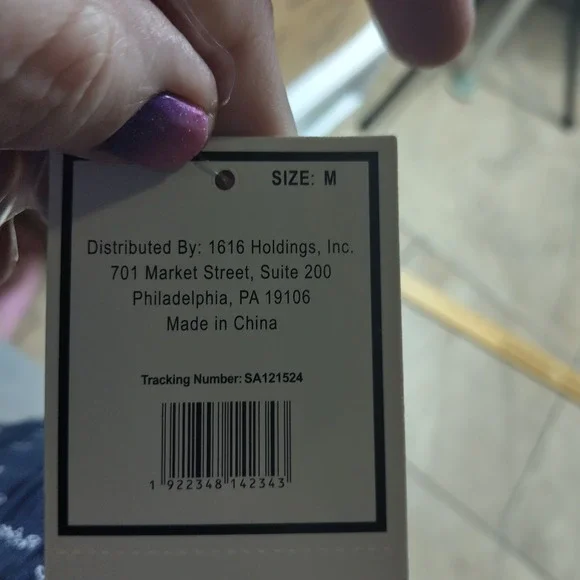 SIZE: M
Distributed By: 1616 Holdings, Inc.
701 Market Street, Suite 200
Philadelphia, PA 19106
Made in China
Tracking Number: SA121524
1 922348 142343